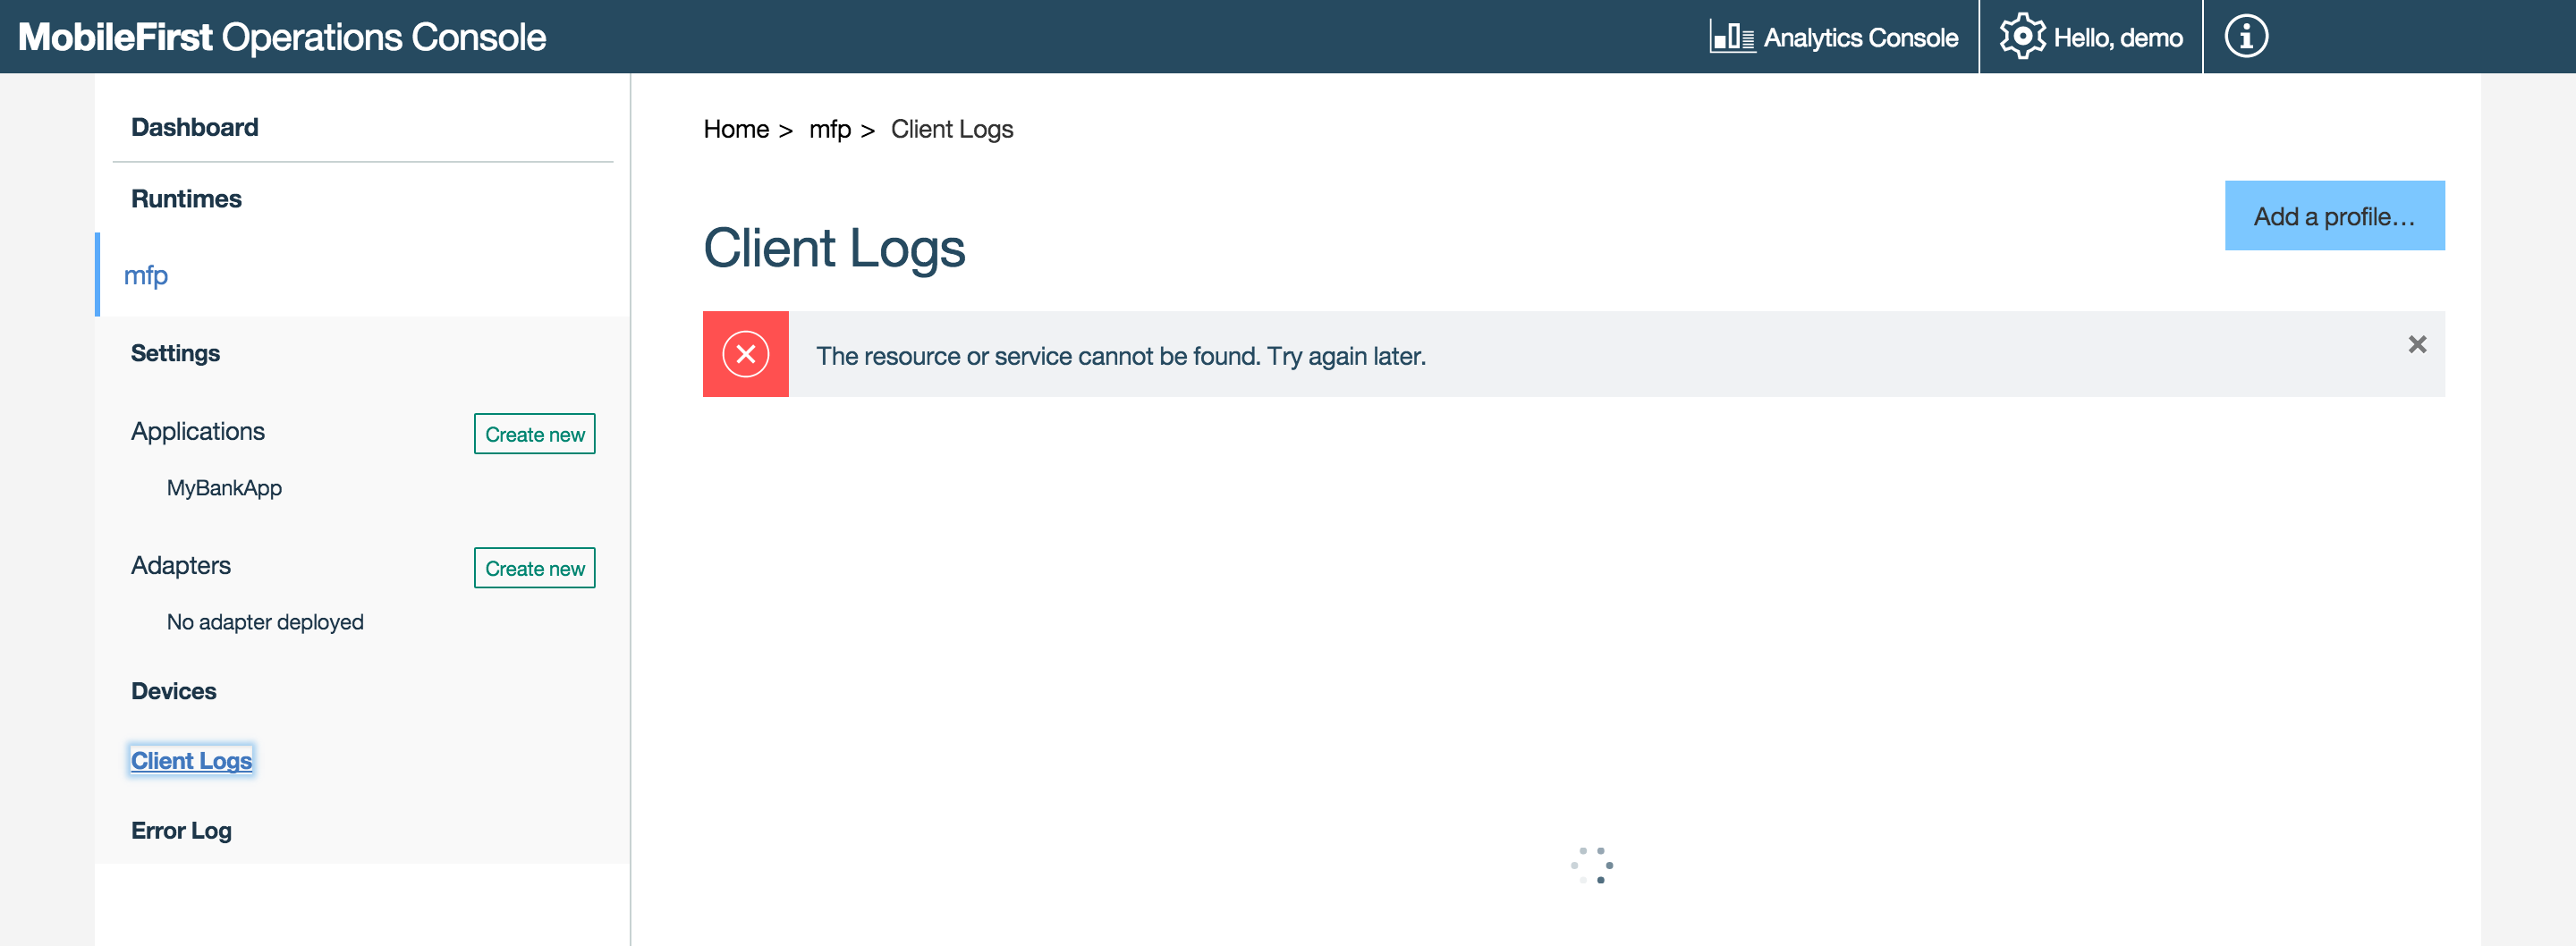 MobileFirst Operations Console
Analytics Console
Hello, demo
Dashboard
Runtimes
mfp
Settings
Applications
Create new
MyBankApp
Adapters
Create new
No adapter deployed
Devices
Client Logs
Error Log
Home > mfp > Client Logs
Add a profile...
Client Logs
The resource or service cannot be found. Try again later.